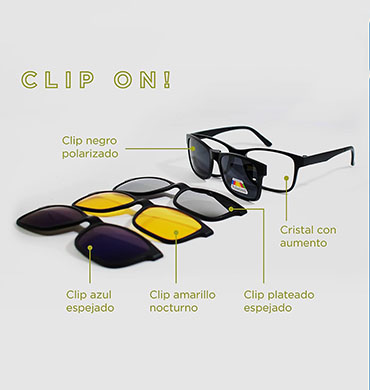 CLIP ON!
Clip negro
polarizado
Cristal con
aumento
Clip azul
espejado
Clip amarillo
nocturno
Clip plateado
espejado